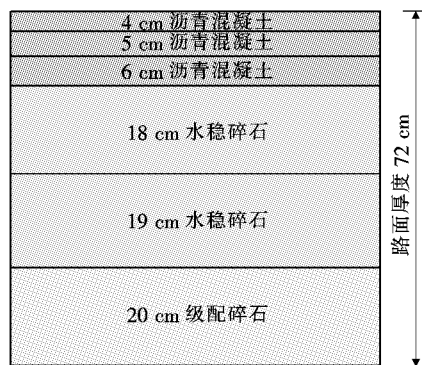 4 cm 沥青混凝土
5 cm 沥青混凝土
6 cm 沥青混凝土
18 cm 水稳碎石
19 cm 水稳碎石
20 cm 级配碎石
路面厚度 72 cm